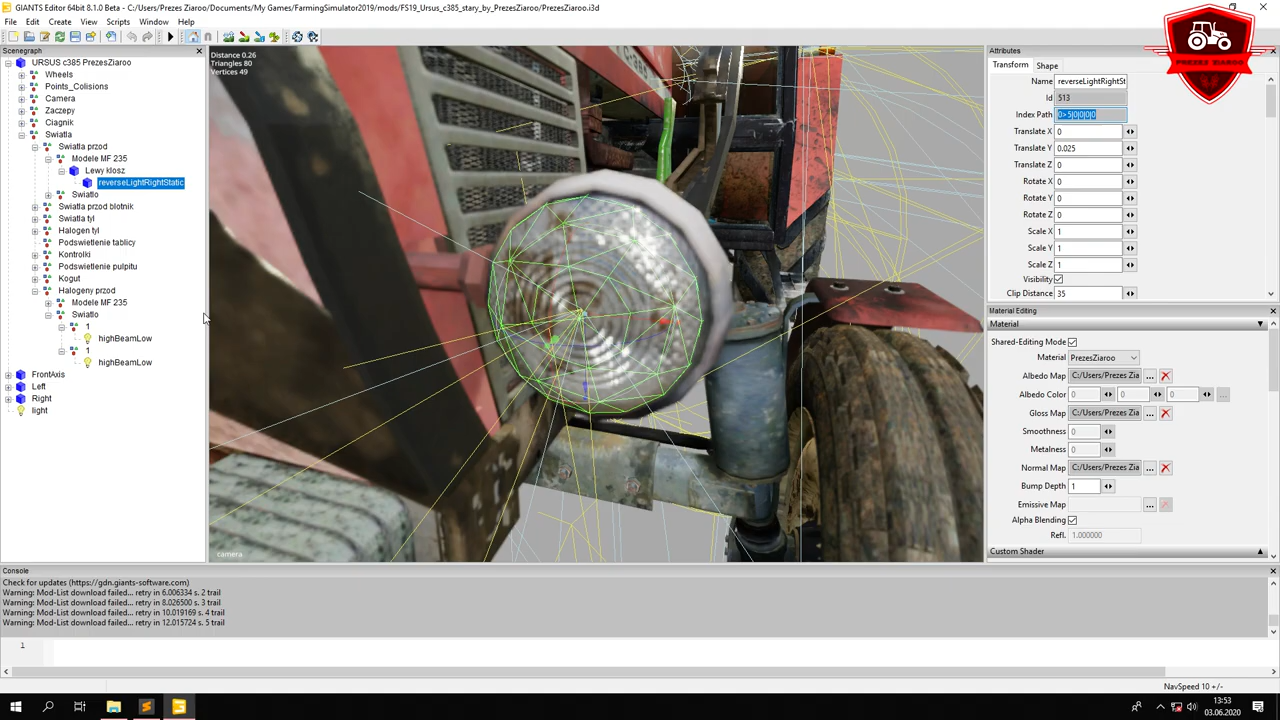 GIANTS Editor 64bit 8.1.0 Beta - C:/Users/Prezes Ziaroo/Documents/My Games/FarmingSimulator2019/mods/FS19_Ursus_c385_stary_by_PrezesZiaroo/PrezesZiaroo.i3d
File Edit Create View Scripts Window Help
Scenegraph
URSUS c385 PrezesZiaroo
Wheels
Points_Colisions
Camera
Zaczepy
Ciagnik
Swiatla
Swiatla przod
Modele MF 235
Lewy klosz
reverseLightRightStatic
Swiatlo
Swiatla przod blotnik
Swiatla tyl
Halogen tyl
Podswietlenie tablicy
Kontrolki
Podswietlenie pulpitu
Kogut
Halogeny przod
Modele MF 235
Swiatlo
1
highBeamLow
1
highBeamLow
FrontAxis
Left
Right
light
Distance 0.26
Triangles 80
Vertices 49
camera
PREZES ZIAROO
Attributes
Transform Shape
Name reverseLightRightSt
Id 513
Index Path 0>5|0|0|0|0
Translate X 0
Translate Y 0.025
Translate Z 0
Rotate X 0
Rotate Y 0
Rotate Z 0
Scale X 1
Scale Y 1
Scale Z 1
Visibility
Clip Distance 35
Material Editing
Material
Shared-Editing Mode
Material PrezesZiaroo
Albedo Map C:/Users/Prezes Zia ...
Albedo Color 0 0 0 ...
Gloss Map C:/Users/Prezes Zia ...
Smoothness 0
Metalness 0
Normal Map C:/Users/Prezes Zia ...
Bump Depth 1
Emissive Map ...
Alpha Blending
Refl. 1.000000
Custom Shader
Console
Check for updates (https://gdn.giants-software.com)
Warning: Mod-List download failed... retry in 6.006334 s. 2 trail
Warning: Mod-List download failed... retry in 8.026500 s. 3 trail
Warning: Mod-List download failed... retry in 10.019169 s. 4 trail
Warning: Mod-List download failed... retry in 12.015724 s. 5 trail
1
NavSpeed 10 +/-
13:53
03.06.2020